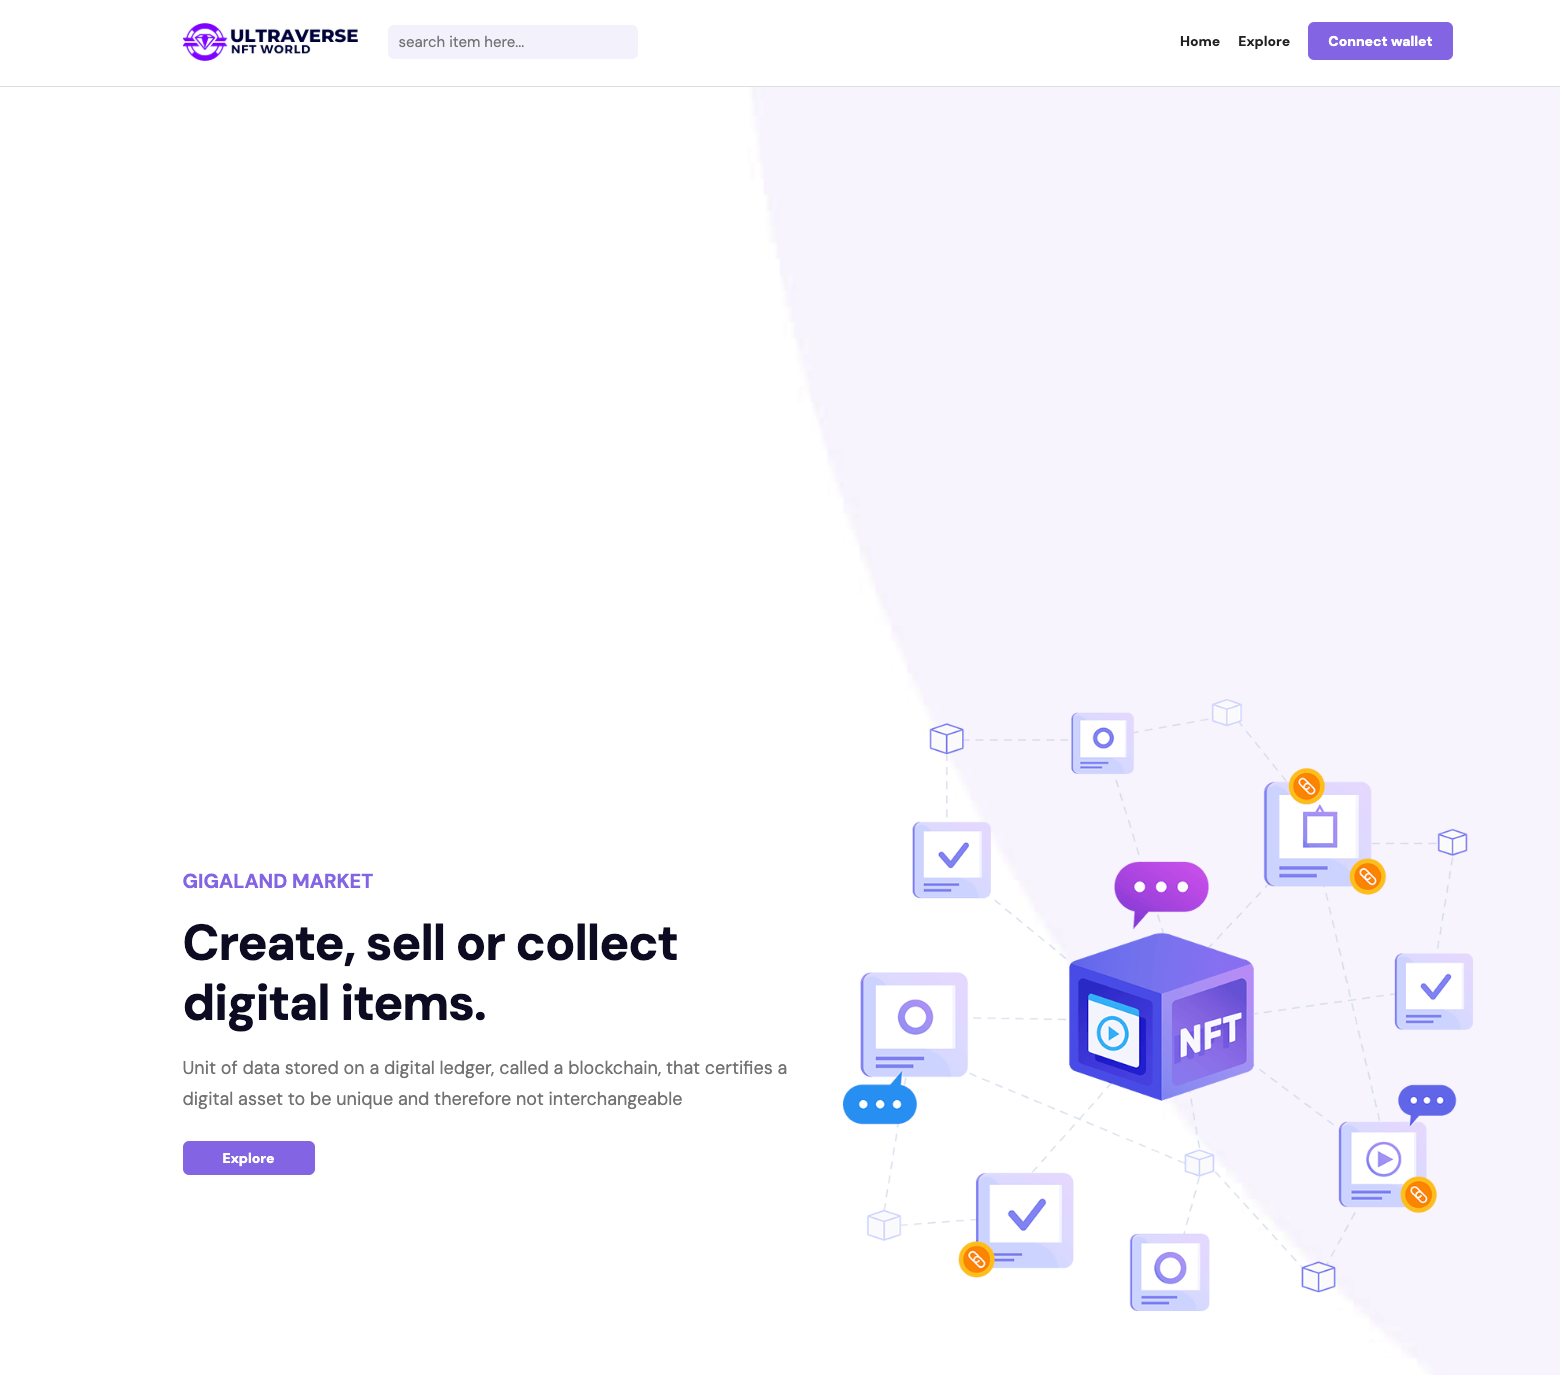 ULTRAVERSE
NFT WORLD
search item here...
Home
Explore
Connect wallet
GIGALAND MARKET
Create, sell or collect
digital items.
Unit of data stored on a digital ledger, called a blockchain, that certifies a
digital asset to be unique and therefore not interchangeable
Explore
NFT